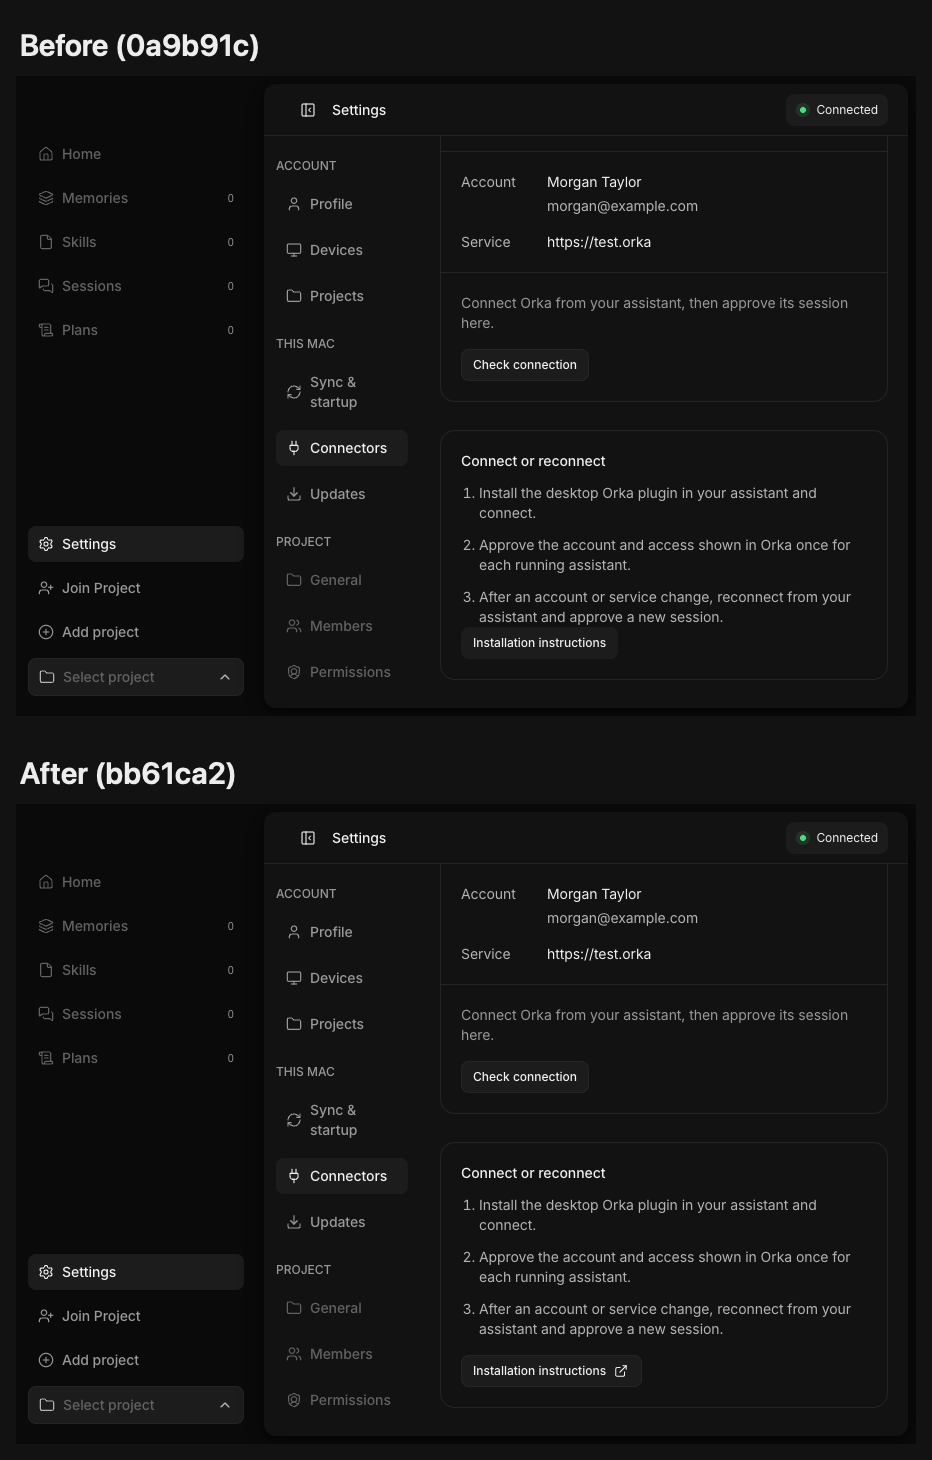 Before (0a9b91c)
Settings
Connected
Home
Memories 0
Skills 0
Sessions 0
Plans 0
Settings
Join Project
Add project
Select project
ACCOUNT
Profile
Devices
Projects
THIS MAC
Sync &
startup
Connectors
Updates
PROJECT
General
Members
Permissions
Account Morgan Taylor
morgan@example.com
Service https://test.orka
Connect Orka from your assistant, then approve its session
here.
Check connection
Connect or reconnect
1. Install the desktop Orka plugin in your assistant and
connect.
2. Approve the account and access shown in Orka once for
each running assistant.
3. After an account or service change, reconnect from your
assistant and approve a new session.
Installation instructions
After (bb61ca2)
Settings
Connected
Home
Memories 0
Skills 0
Sessions 0
Plans 0
Settings
Join Project
Add project
Select project
ACCOUNT
Profile
Devices
Projects
THIS MAC
Sync &
startup
Connectors
Updates
PROJECT
General
Members
Permissions
Account Morgan Taylor
morgan@example.com
Service https://test.orka
Connect Orka from your assistant, then approve its session
here.
Check connection
Connect or reconnect
1. Install the desktop Orka plugin in your assistant and
connect.
2. Approve the account and access shown in Orka once for
each running assistant.
3. After an account or service change, reconnect from your
assistant and approve a new session.
Installation instructions